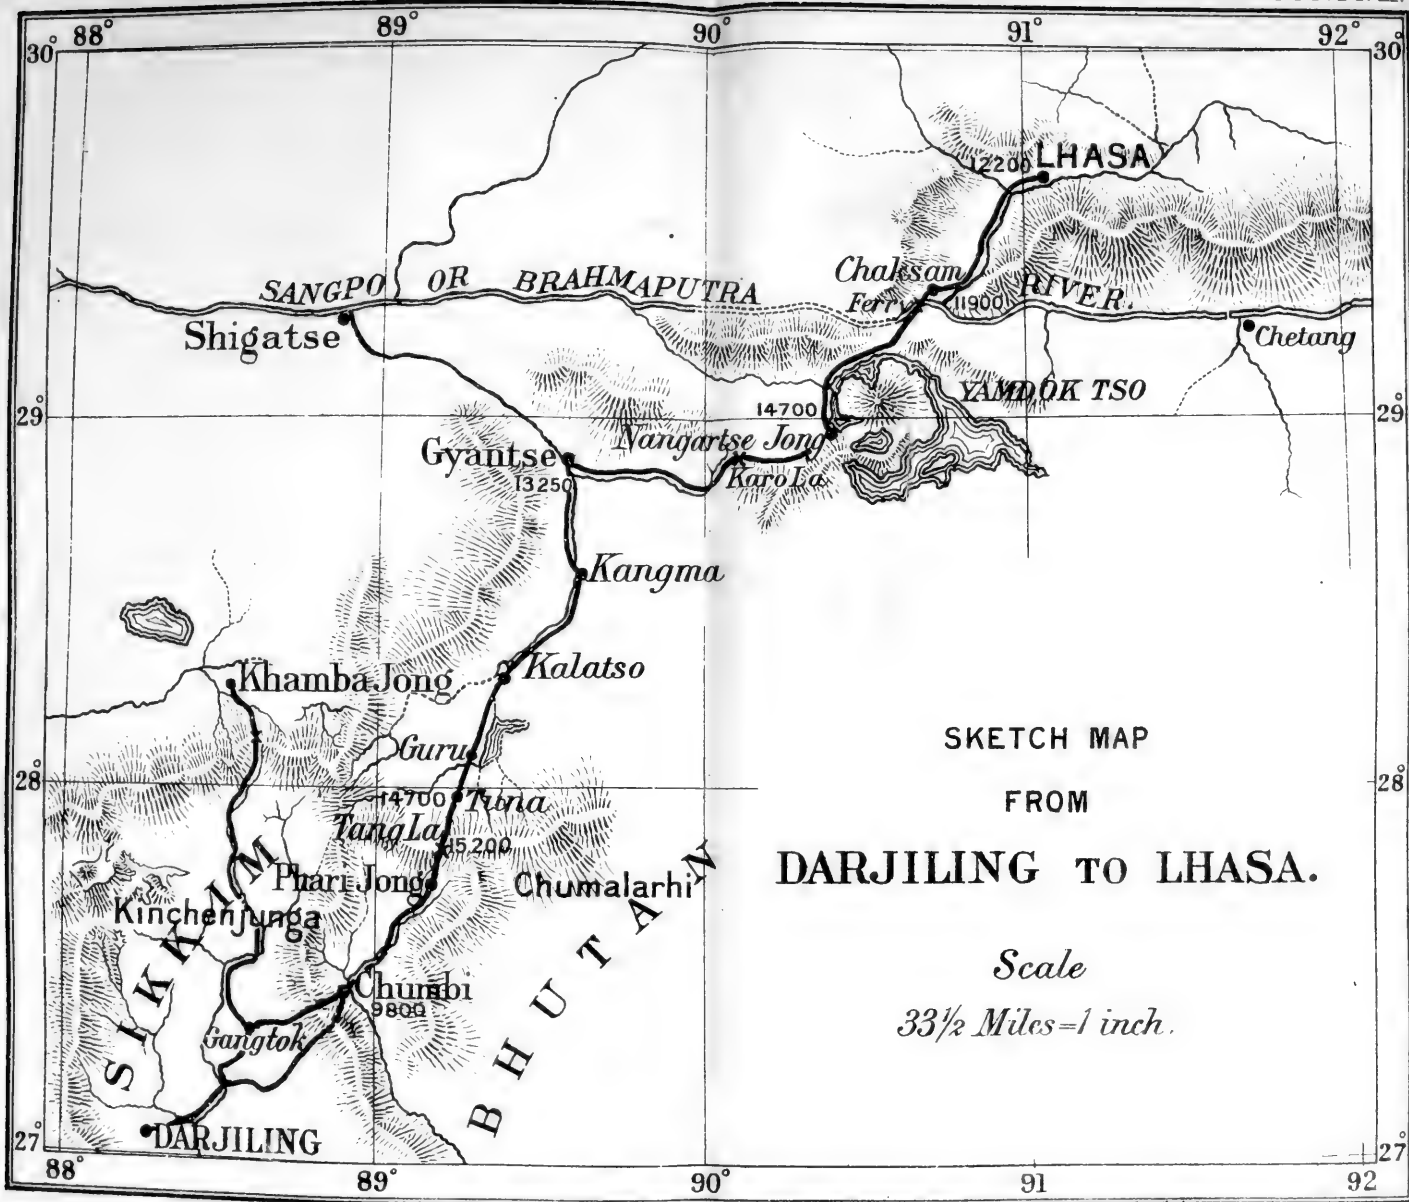 88° 89° 90° 91° 92°
30° 30°
12200 LHASA
Chaksam
Ferry
11900
SANGPO OR BRAHMAPUTRA RIVER.
Shigatse
Chetang
YAMDOK TSO
29° 29°
14700
Nangartse Jong
Gyantse
13250
Karo La
Kangma
Kalatso
Khamba Jong
Guru
28° 28°
14700 Tuna
Tang La
15,200
Phari Jong
Chumalarhi
Kinchenjunga
SIKKIM
BHUTAN
Chumbi
9800
Gangtok
DARJILING
27° 27°
88° 89° 90° 91 92°
SKETCH MAP
FROM
DARJILING TO LHASA.
Scale
33½ Miles=1 inch.